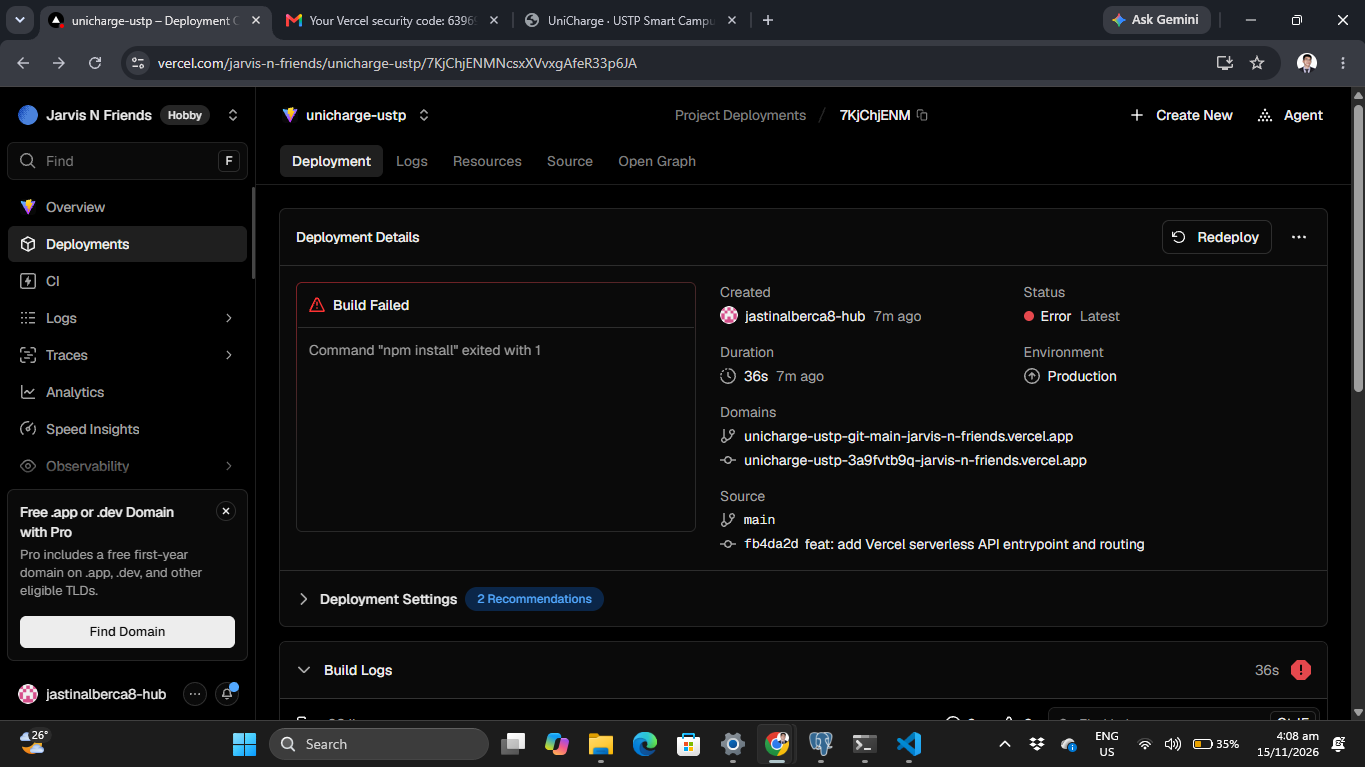 unicharge-ustp – Deployment
Your Vercel security code: 6396
UniCharge · USTP Smart Campu
Ask Gemini
vercel.com/jarvis-n-friends/unicharge-ustp/7KjChjENMNcsxXVvxgAfeR33p6JA
Jarvis N Friends Hobby
unicharge-ustp
Project Deployments / 7KjChjENM
Create New
Agent
Find F
Deployment Logs Resources Source Open Graph
Overview
Deployments
CI
Logs
Traces
Analytics
Speed Insights
Observability
Free .app or .dev Domain
with Pro
Pro includes a free first-year
domain on .app, .dev, and other
eligible TLDs.
Find Domain
jastinalberca8-hub
Deployment Details
Redeploy
Build Failed
Command "npm install" exited with 1
Created
jastinalberca8-hub 7m ago
Status
Error Latest
Duration
36s 7m ago
Environment
Production
Domains
unicharge-ustp-git-main-jarvis-n-friends.vercel.app
unicharge-ustp-3a9fvtb9q-jarvis-n-friends.vercel.app
Source
main
fb4da2d feat: add Vercel serverless API entrypoint and routing
Deployment Settings 2 Recommendations
Build Logs
36s
26°
Search
ENG
US
35%
4:08 am
15/11/2026